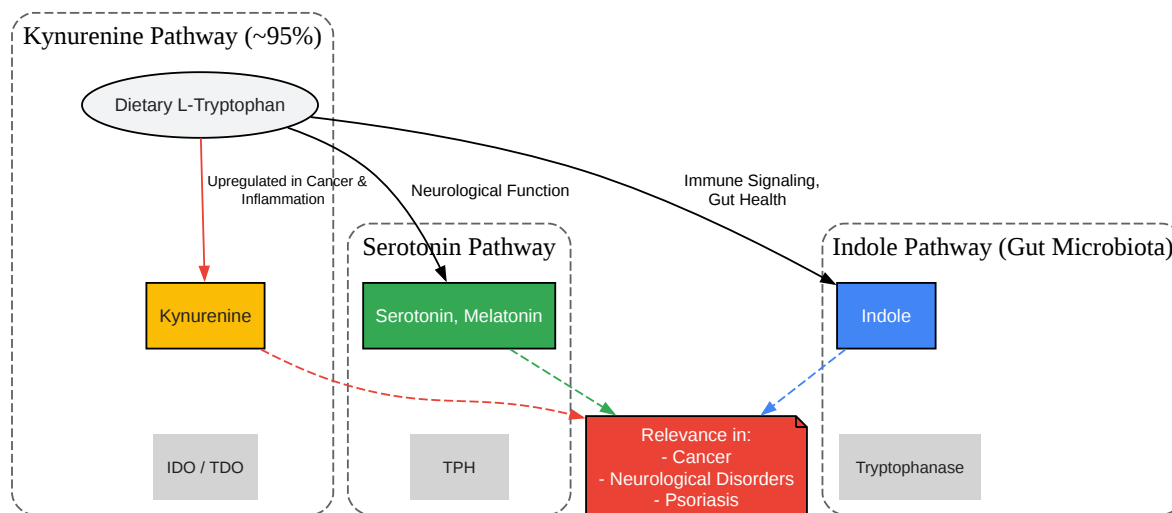 Kynurenine Pathway (~95%)
Dietary L-Tryptophan
Upregulated in Cancer &
Inflammation
Neurological Function
Immune Signaling,
Gut Health
Serotonin Pathway
Indole Pathway (Gut Microbiota)
Kynurenine
Serotonin, Melatonin
Indole
IDO / TDO
TPH
Relevance in:
- Cancer
- Neurological Disorders
- Psoriasis
Tryptophanase